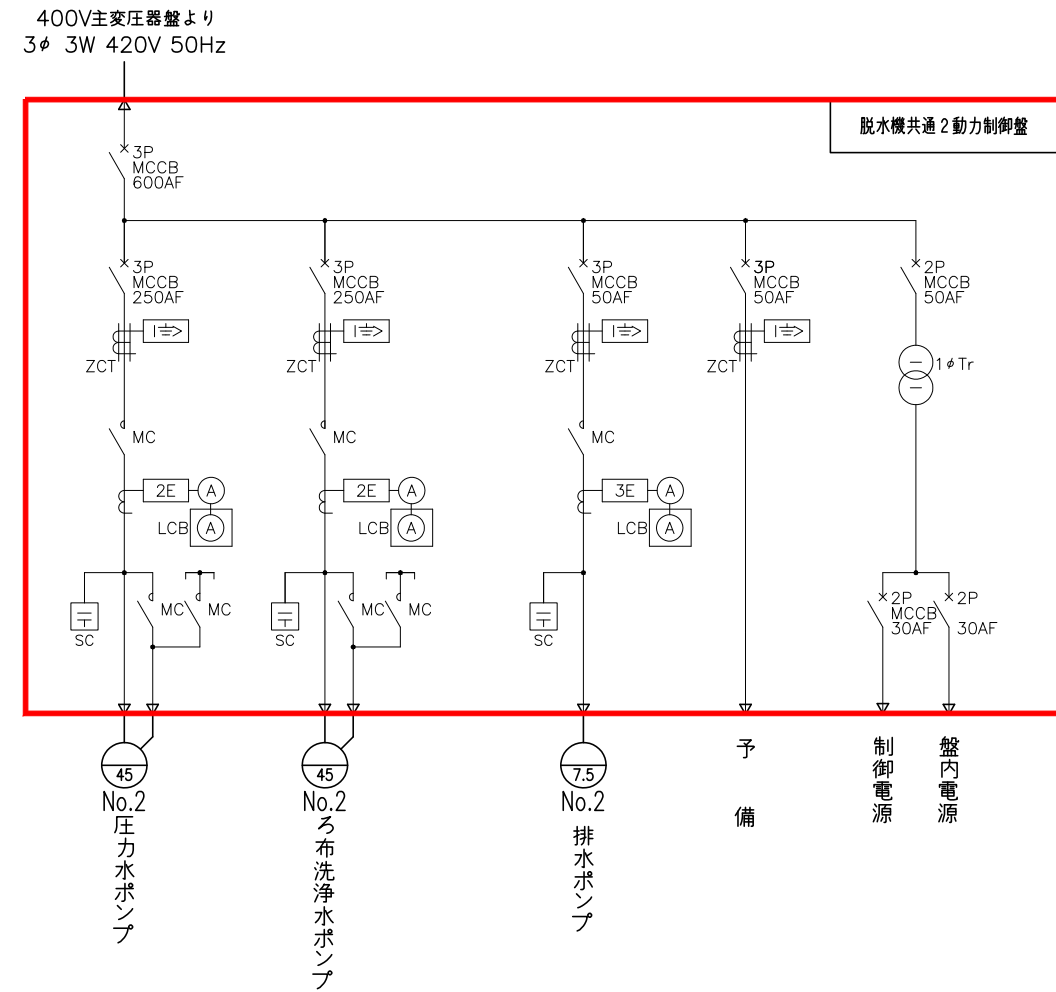 400V主変圧器盤より
3φ 3W 420V 50Hz
脱水機共通2動力制御盤
3P
MCCB
600AF
3P
MCCB
250AF
3P
MCCB
250AF
3P
MCCB
50AF
3P
MCCB
50AF
2P
MCCB
50AF
ZCT
ZCT
ZCT
ZCT
1φTr
MC
MC
MC
2E
A
2E
A
3E
A
LCB
A
LCB
A
LCB
A
MC
MC
MC
MC
SC
SC
SC
2P
MCCB
30AF
2P
30AF
45
No.2
圧力水ポンプ
45
No.2
ろ布洗浄水ポンプ
7.5
No.2
排水ポンプ
予備
制御電源
盤内電源